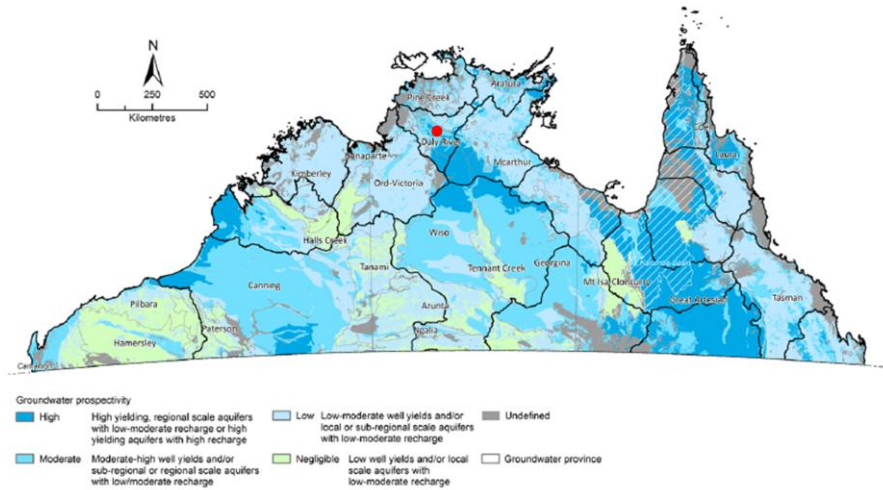 N
0 250 500
Kilometres
Pine Creek
Arafura
Daly River
Bonaparte
Mcarthur
Kimberley
Ord-Victoria
Coen
Laura
Halls Creek
Wiso
Canning
Tanami
Tennant Creek
Georgina
Mt Isa Cloncurry
Great Artesian
Tasman
Pilbara
Paterson
Arunta
Hamersley
Ngalia
Groundwater prospectivity
High High yielding, regional scale aquifers
with low-moderate recharge or high
yielding aquifers with high recharge
Low Low-moderate well yields and/or
local or sub-regional scale aquifers
with low-moderate recharge
Undefined
Moderate Moderate-high well yields and/or
sub-regional or regional scale aquifers
with low/moderate recharge
Negligible Low well yields and/or local
scale aquifers with
low-moderate recharge
Groundwater province